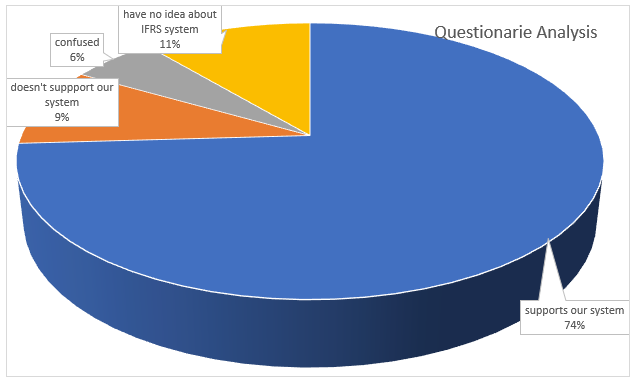 Questionarie Analysis
have no idea about
IFRS system
11%
confused
6%
doesn't suppport our
system
9%
supports our system
74%